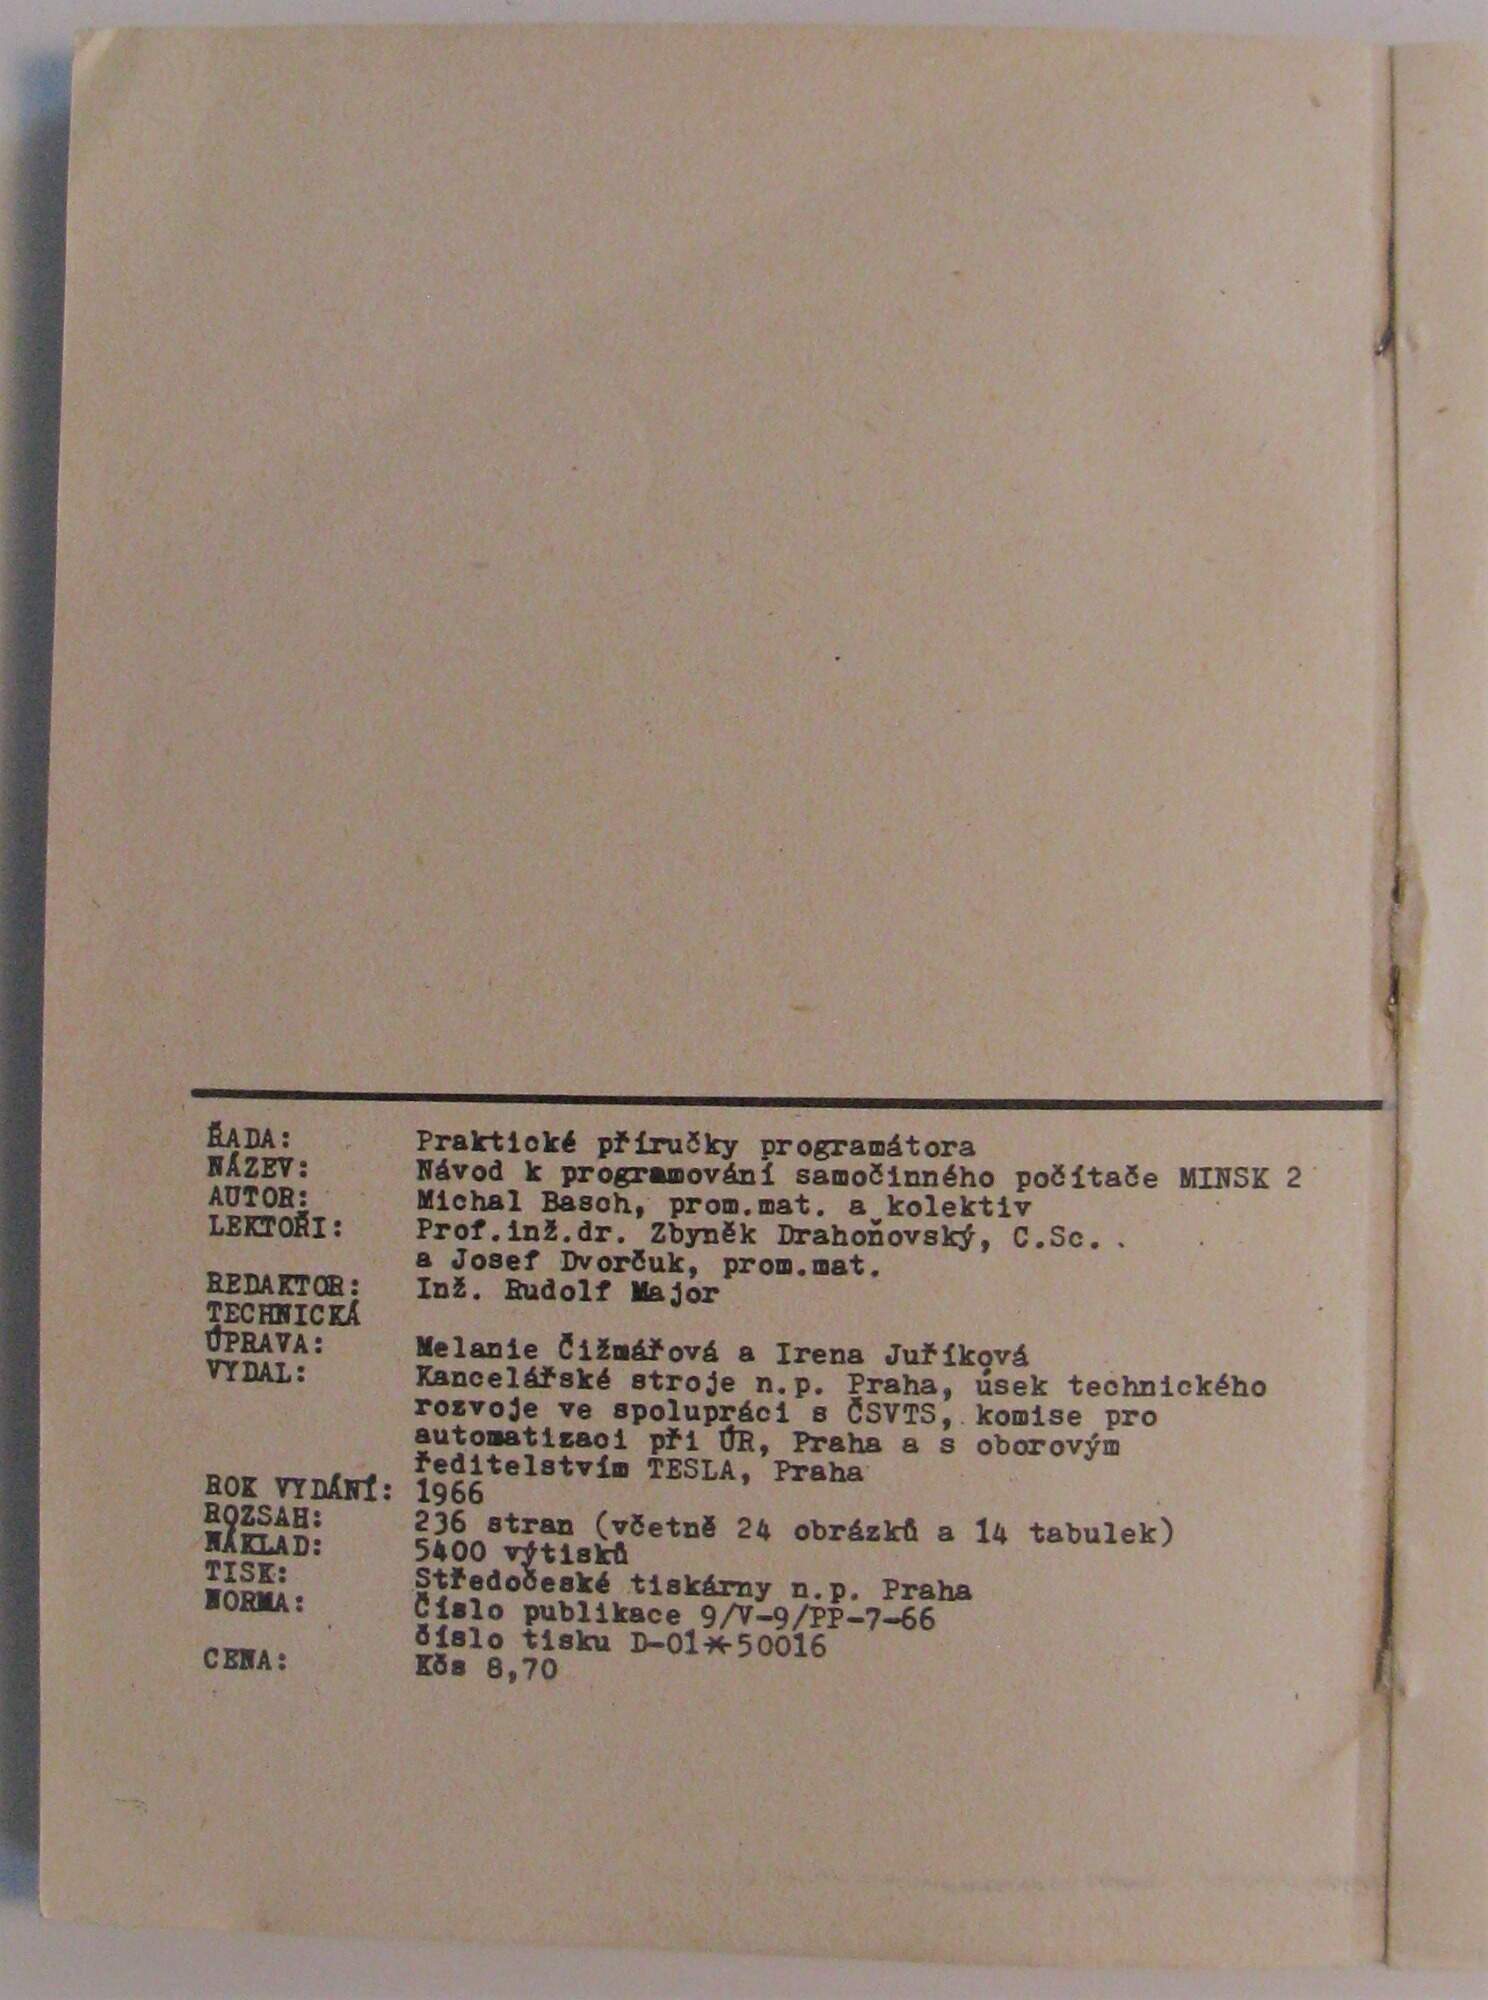 ŘADA: Praktické příručky programátora
NÁZEV: Návod k programování samočinného počítače MINSK 2
AUTOR: Michal Basch, prom.mat. a kolektiv
LEKTOŘI: Prof.inž.dr. Zbyněk Drahoňovský, C.Sc.
a Josef Dvorčuk, prom.mat.
REDAKTOR: Inž. Rudolf Major
TECHNICKÁ
ÚPRAVA: Melanie Čižmářová a Irena Juříková
VYDAL: Kancelářské stroje n.p. Praha, úsek technického
rozvoje ve spolupráci s ČSVTS, komise pro
automatizaci při ÚR, Praha a s oborovým
ředitelstvím TESLA, Praha
ROK VYDÁNÍ: 1966
ROZSAH: 236 stran (včetně 24 obrázků a 14 tabulek)
NÁKLAD: 5400 výtisků
TISK: Středočeské tiskárny n.p. Praha
NORMA: Číslo publikace 9/V-9/PP-7-66
číslo tisku D-01*-50016
CENA: Kčs 8,70